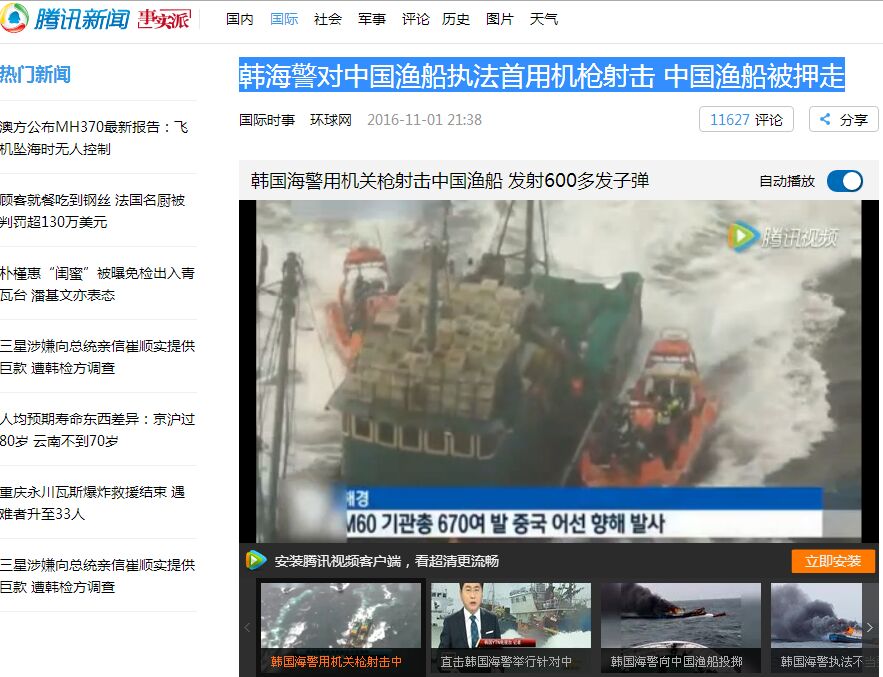 腾讯新闻 事实派 国内 国际 社会 军事 评论 历史 图片 天气
热门新闻
澳方公布MH370最新报告：飞
机坠海时无人控制
顾客就餐吃到钢丝 法国名厨被
判罚超130万美元
朴槿惠“闺蜜”被曝免检出入青
瓦台 潘基文亦表态
三星涉嫌向总统亲信崔顺实提供
巨款 遭韩检方调查
人均预期寿命东西差异：京沪过
80岁 云南不到70岁
重庆永川瓦斯爆炸救援结束 遇
难者升至33人
三星涉嫌向总统亲信崔顺实提供
巨款 遭韩检方调查
韩海警对中国渔船执法首用机枪射击 中国渔船被押走
国际时事 环球网 2016-11-01 21:38 11627 评论 分享
韩国海警用机关枪射击中国渔船 发射600多发子弹 自动播放
腾讯视频
해경
M60 기관총 670여 발 중국 어선 향해 발사
安装腾讯视频客户端，看超清更流畅 立即安装
韩国海警用机关枪射击中 直击韩国海警举行针对中 韩国海警向中国渔船投掷 韩国海警执法不当